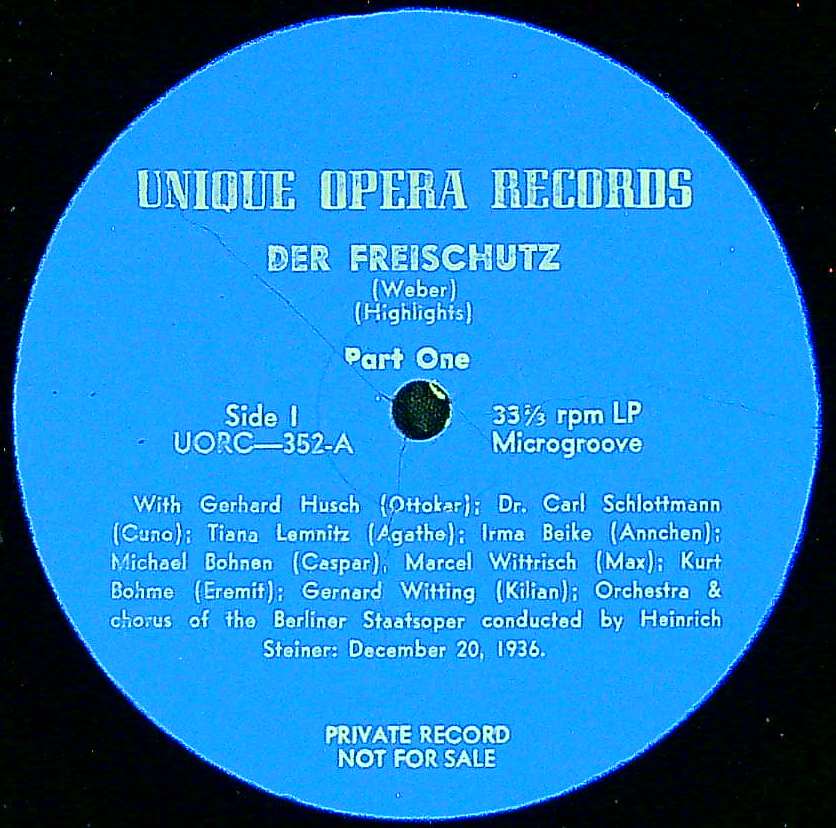 UNIQUE OPERA RECORDS
DER FREISCHUTZ
(Weber)
(Highlights)
Part One
Side 1
UORC—352-A
33⅓ rpm LP
Microgroove
With Gerhard Husch (Ottokar); Dr. Carl Schlottmann
(Cuno); Tiana Lemnitz (Agathe); Irma Beike (Annchen);
Michael Bohnen (Caspar), Marcel Wittrisch (Max); Kurt
Bohme (Eremit); Gernard Witting (Kilian); Orchestra &
chorus of the Berliner Staatsoper conducted by Heinrich
Steiner: December 20, 1936.
PRIVATE RECORD
NOT FOR SALE